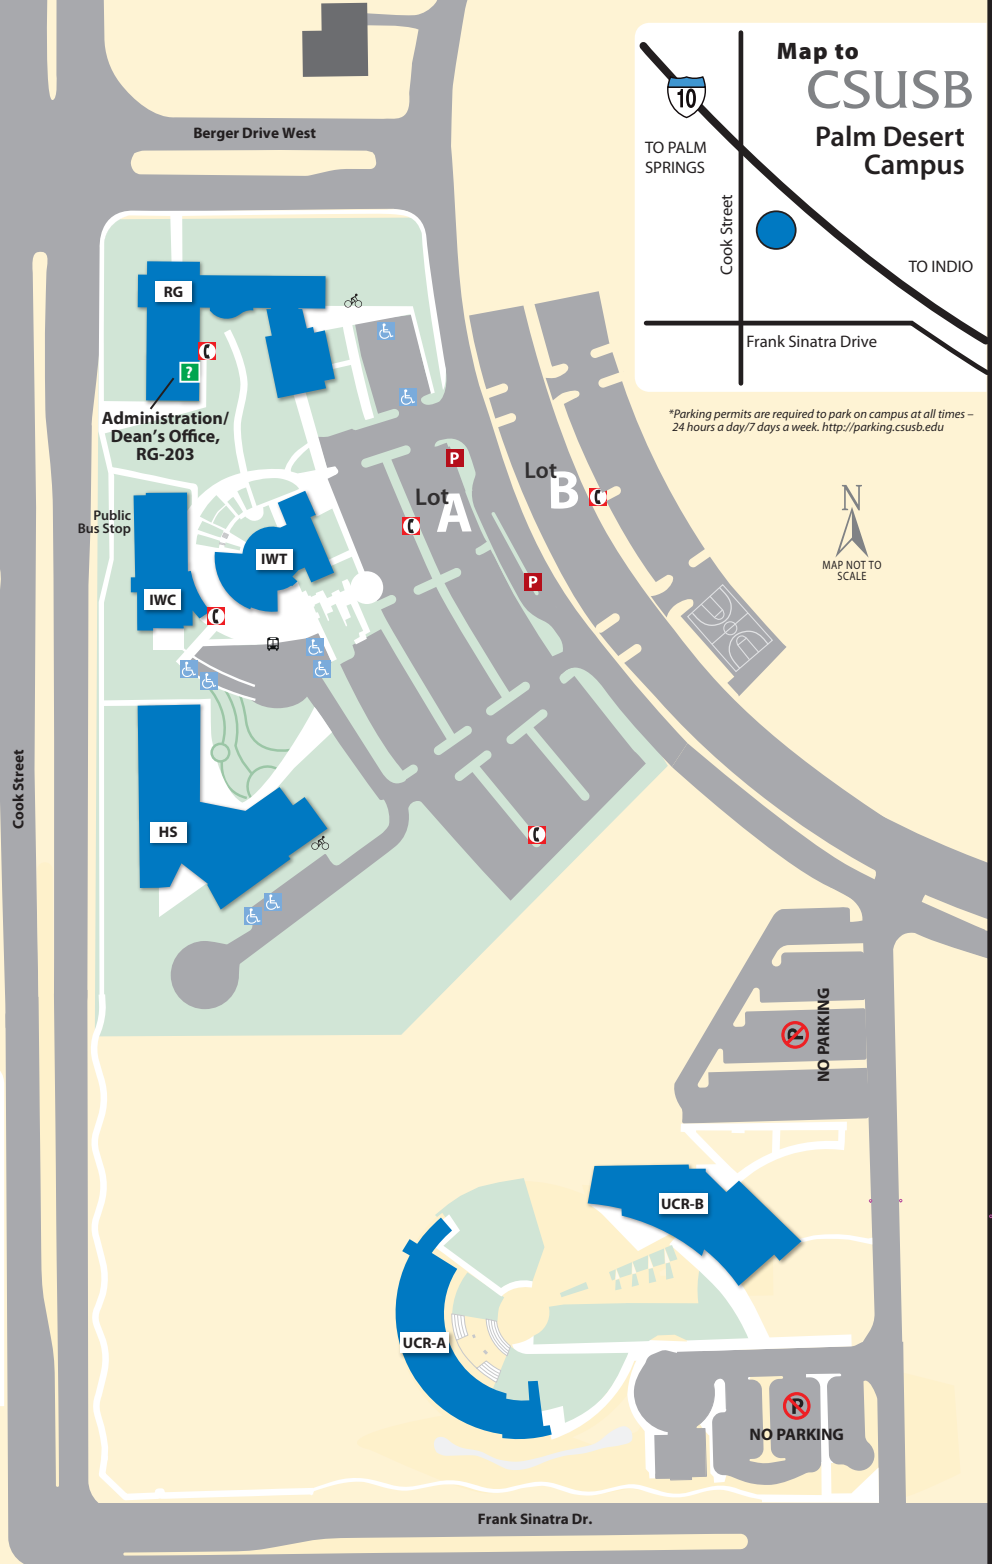 Map to
CSUSB
Palm Desert
Campus
10
TO PALM
SPRINGS
Cook Street
TO INDIO
Frank Sinatra Drive
*Parking permits are required to park on campus at all times –
24 hours a day/7 days a week. http://parking.csusb.edu
N
MAP NOT TO
SCALE
Berger Drive West
RG
?
Administration/
Dean's Office,
RG-203
P
Lot A
Lot B
P
Public
Bus Stop
IWT
IWC
Cook Street
HS
P
NO PARKING
UCR-B
UCR-A
P
NO PARKING
Frank Sinatra Dr.